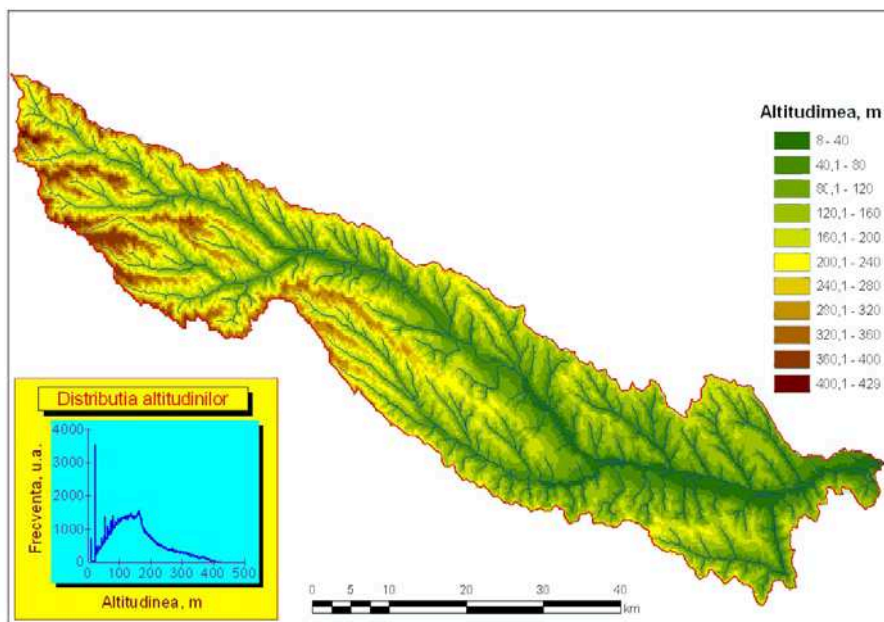 Altitudimea, m
8 - 40
40,1 - 80
80,1 - 120
120,1 - 160
160,1 - 200
200,1 - 240
240,1 - 280
280,1 - 320
320,1 - 360
360,1 - 400
400,1 - 429
Distributia altitudinilor
Frecventa, u.a.
4000
3000
2000
1000
0
0 100 200 300 400 500
Altitudinea, m
0 5 10 20 30 40
km